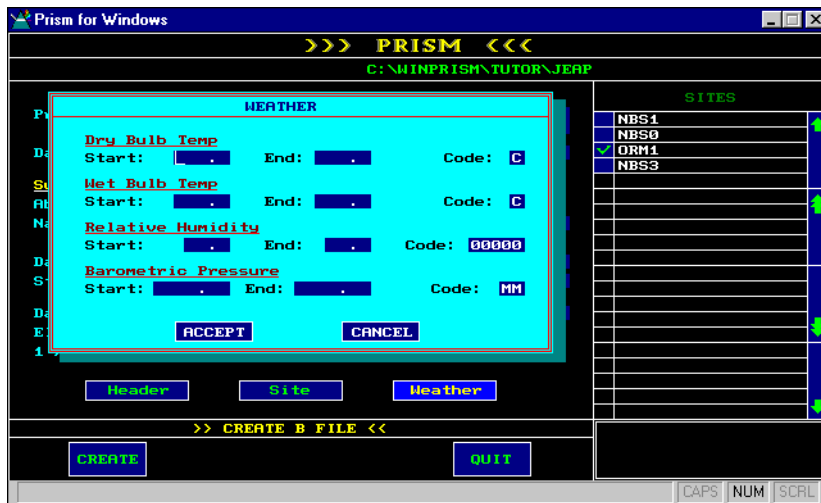 Prism for Windows
>>> PRISM <<<
C:\WINPRISM\TUTOR\JEAP
WEATHER
Dry Bulb Temp
Start: . End: . Code: C
Wet Bulb Temp
Start: . End: . Code: C
Relative Humidity
Start: . End: . Code: 00000
Barometric Pressure
Start: . End: . Code: MM
ACCEPT CANCEL
Header Site Weather
>> CREATE B FILE <<
CREATE QUIT
SITES
NBS1
NBS0
ORM1
NBS3
CAPS NUM SCRL